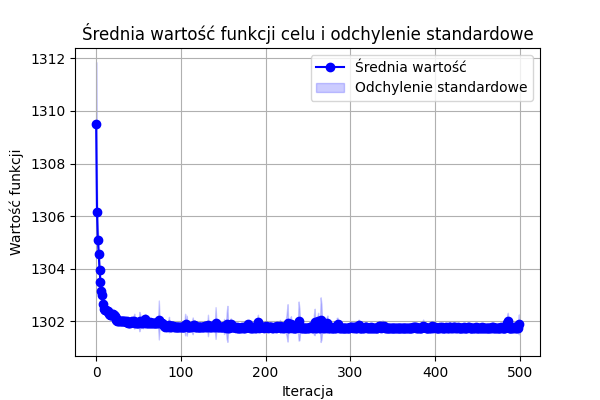 Średnia wartość funkcji celu i odchylenie standardowe
Średnia wartość
Odchylenie standardowe
Wartość funkcji
1312
1310
1308
1306
1304
1302
0 100 200 300 400 500
Iteracja